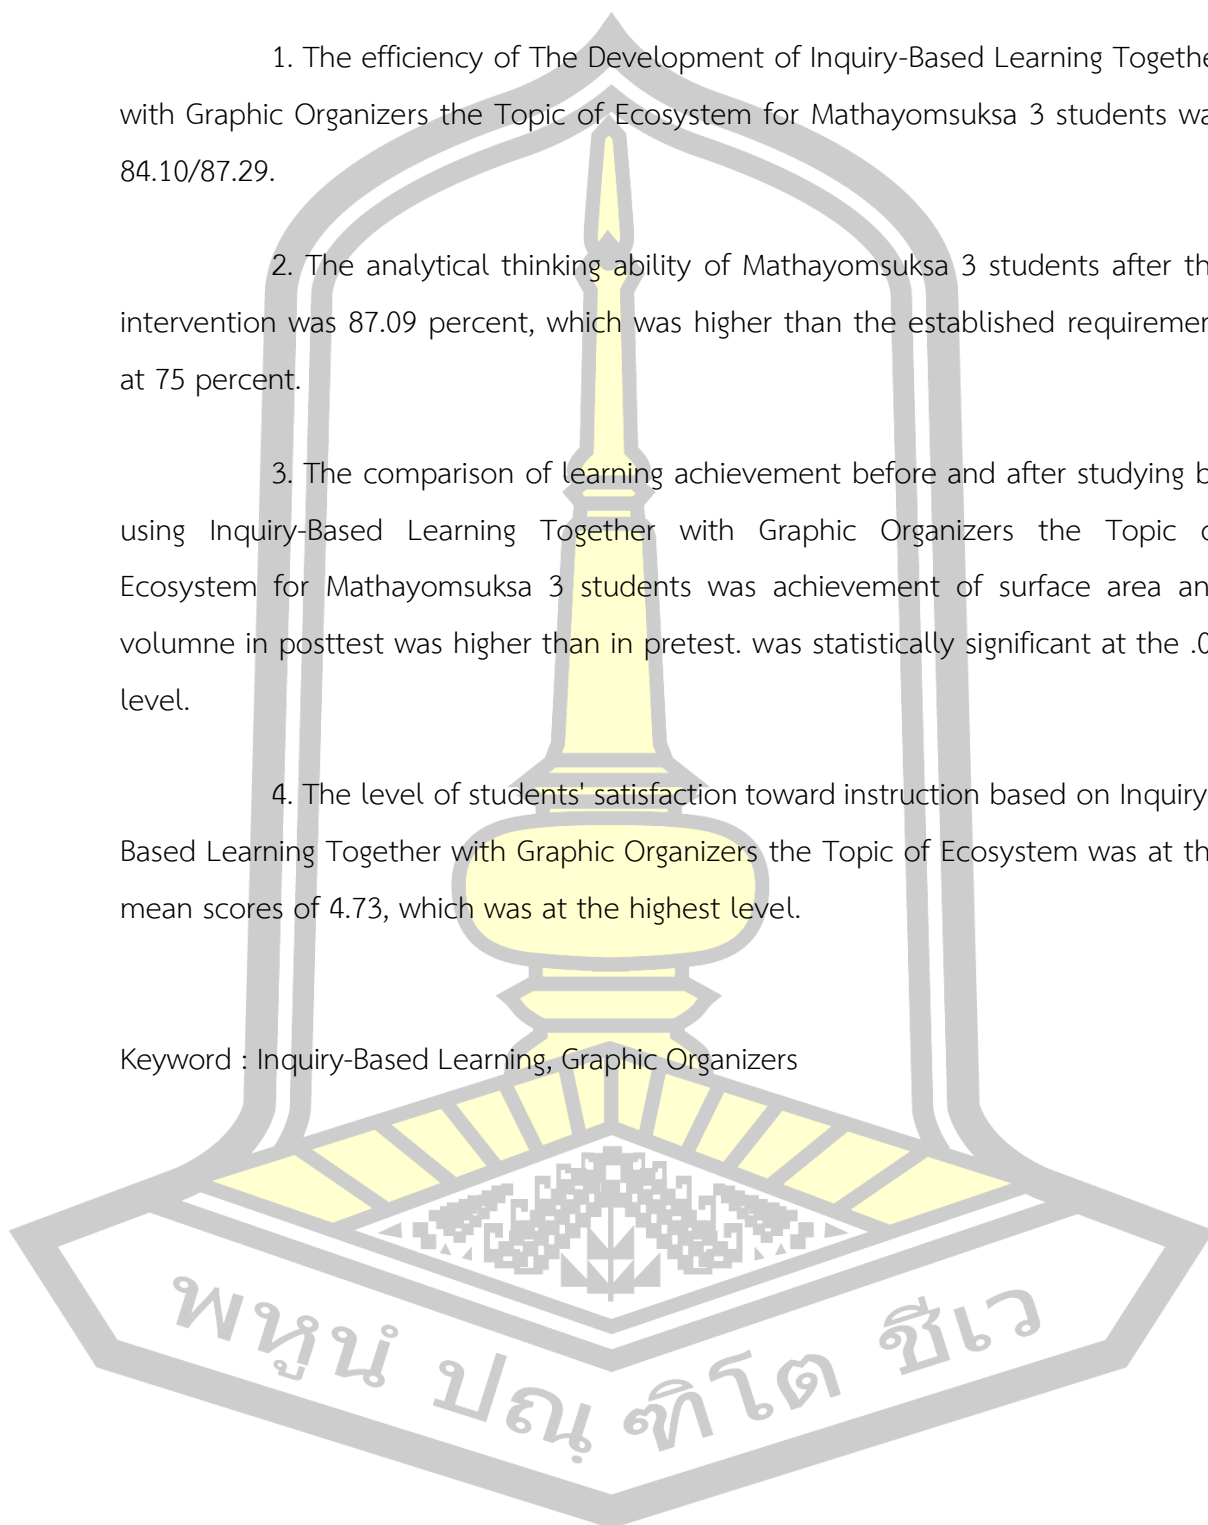 1. The efficiency of The Development of Inquiry-Based Learning Togethe
with Graphic Organizers the Topic of Ecosystem for Mathayomsuksa 3 students wa
84.10/87.29.
2. The analytical thinking ability of Mathayomsuksa 3 students after th
intervention was 87.09 percent, which was higher than the established requiremen
at 75 percent.
3. The comparison of learning achievement before and after studying b
using Inquiry-Based Learning Together with Graphic Organizers the Topic o
Ecosystem for Mathayomsuksa 3 students was achievement of surface area an
volumne in posttest was higher than in pretest. was statistically significant at the .0
level.
4. The level of students' satisfaction toward instruction based on Inquiry-
Based Learning Together with Graphic Organizers the Topic of Ecosystem was at th
mean scores of 4.73, which was at the highest level.
Keyword : Inquiry-Based Learning, Graphic Organizers
พหูนํ ปณฺฑิโต ชีเว